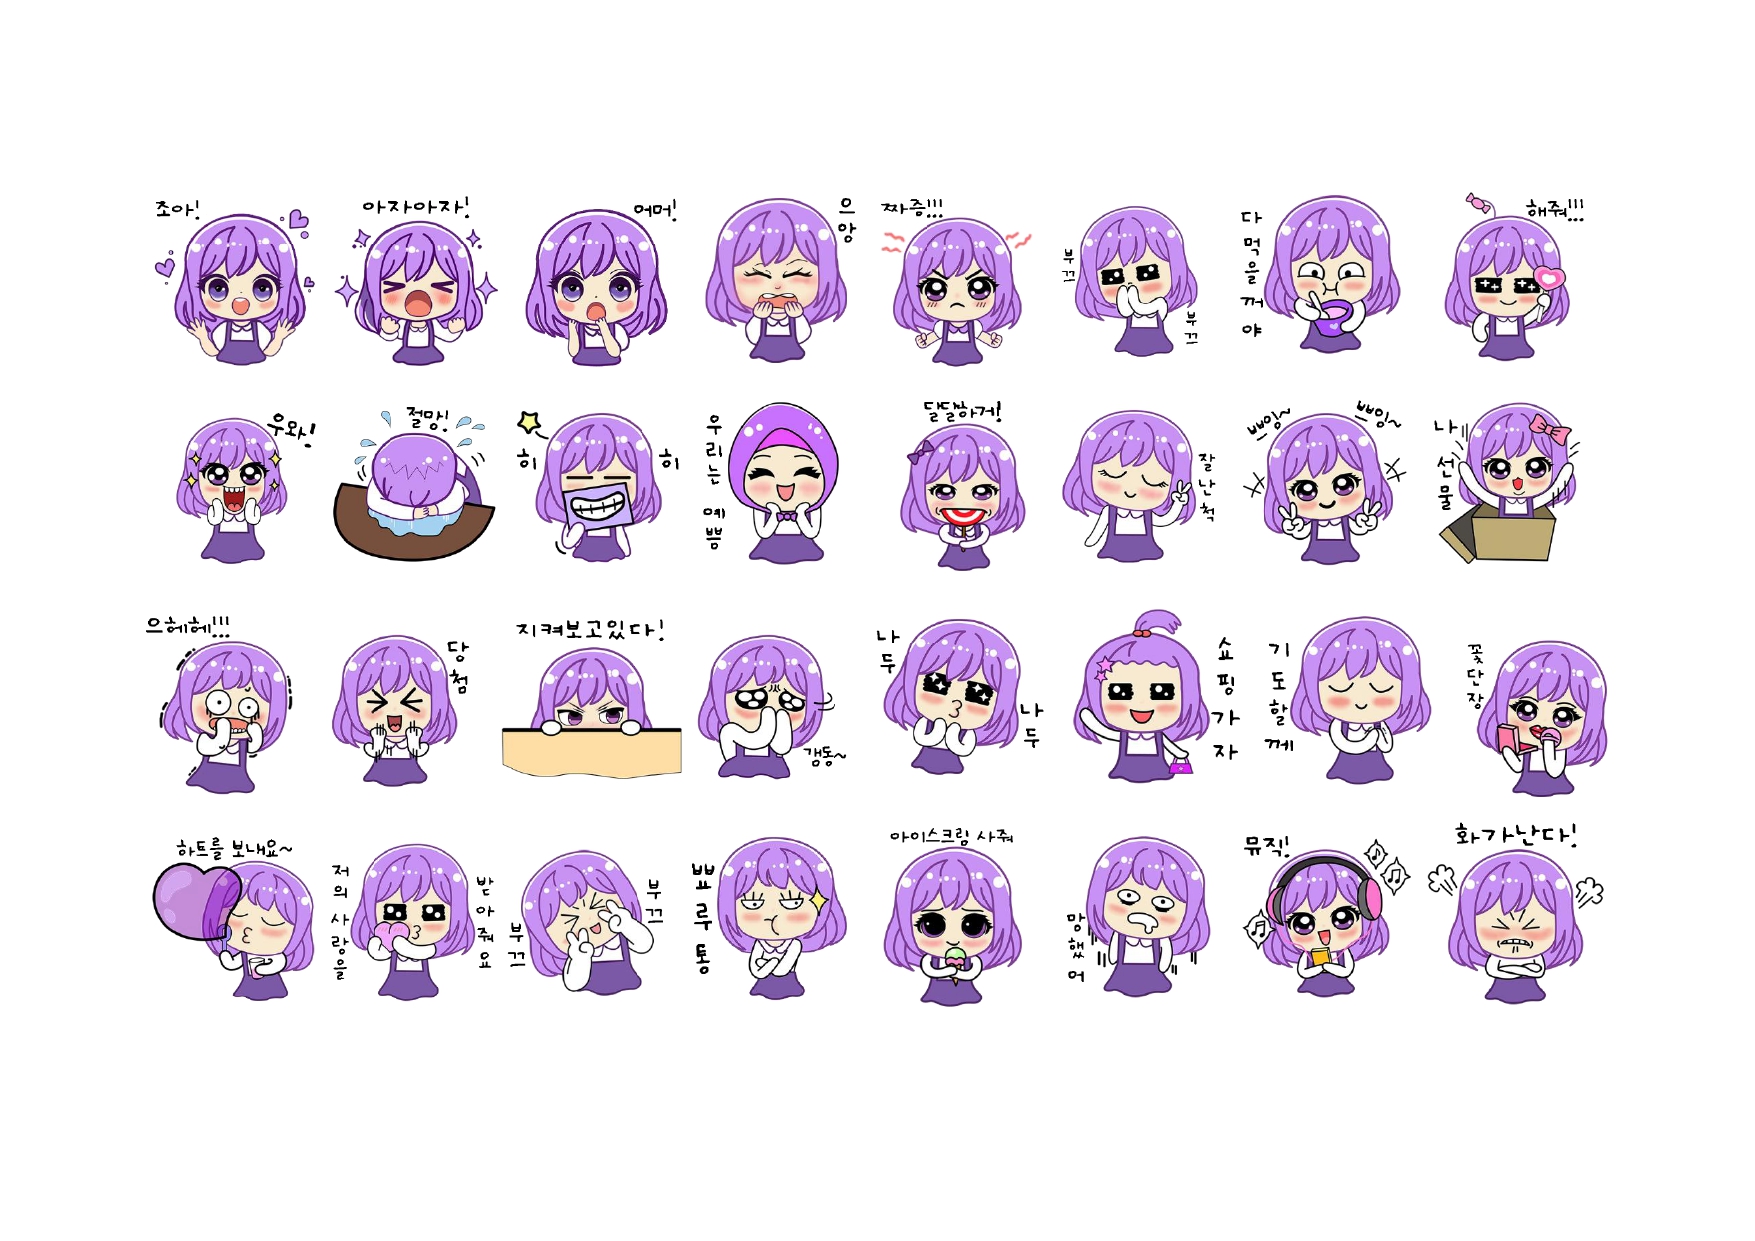 조아!
아자아자!
어머!
으앙
짜증!!!
부끄
부끄
다먹을꺼야
해줘!!!
우와!
절망!
히
히
우리는 예쁨
달달하게!
잘난척
쁘잉~
쁘잉~
나 선물
으헤헤!!!
당첨
지켜보고있다!
갬동~
나두
나두
쇼핑가자
기도할께
꽃단장
하트를 보내요~
저의사랑을
받아줘요
부끄
부끄
뾰루퉁
아이스크림 사줘
망했어
뮤직!
화가난다!